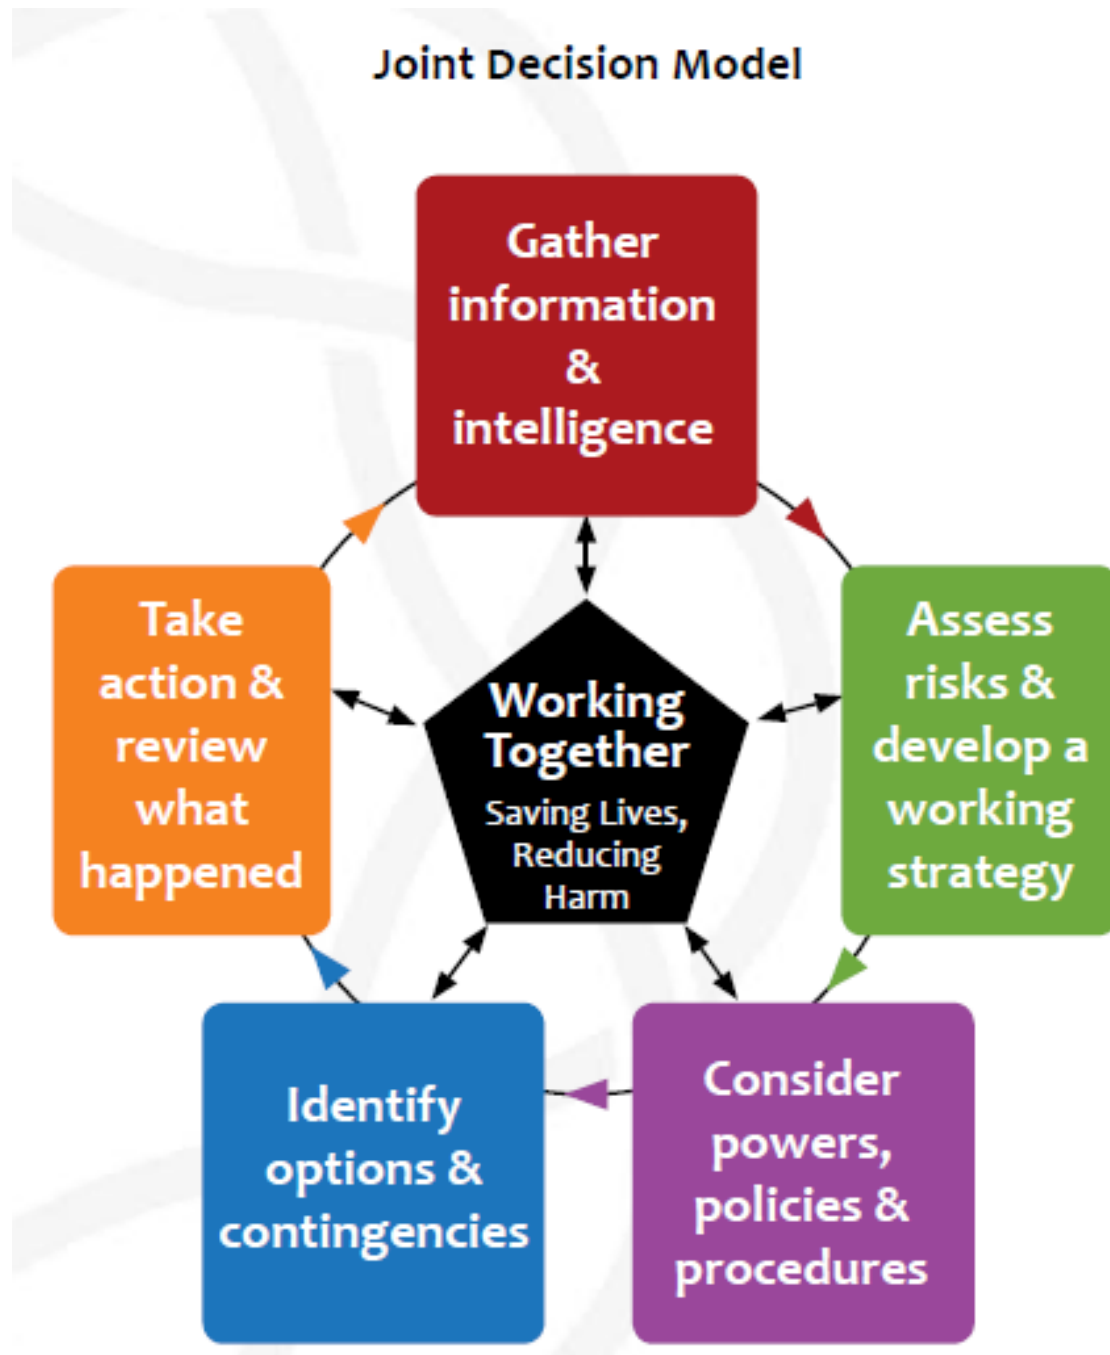 Joint Decision Model
Gather
information
&
intelligence
Assess
risks &
develop a
working
strategy
Consider
powers,
policies &
procedures
Identify
options &
contingencies
Take
action &
review
what
happened
Working
Together
Saving Lives,
Reducing
Harm